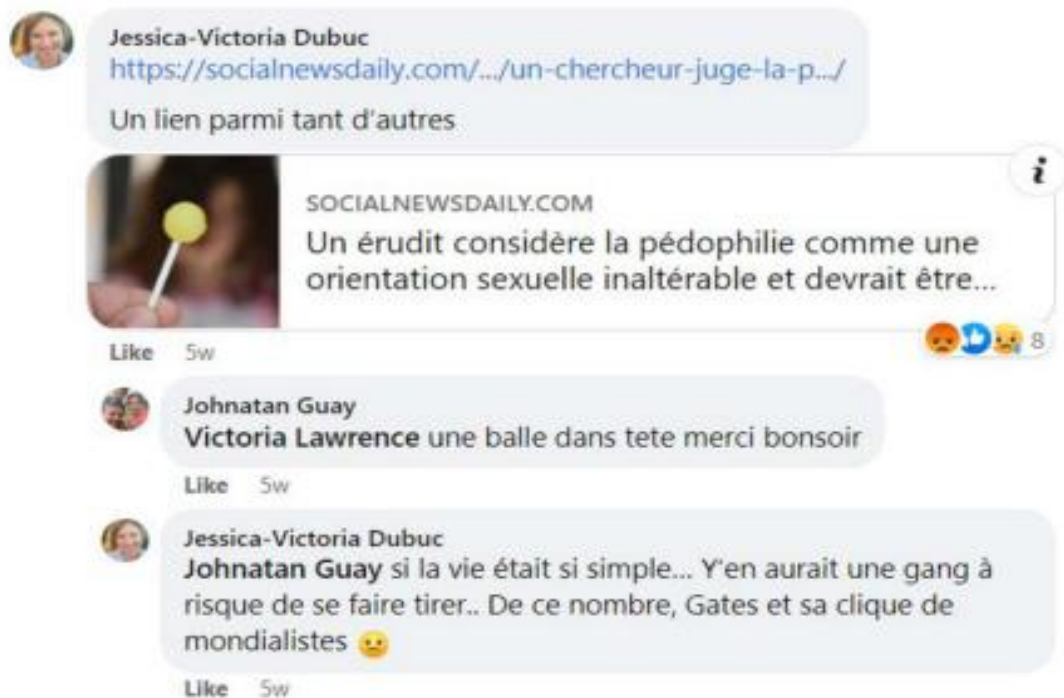 Jessica-Victoria Dubuc
https://socialnewsdaily.com/.../un-chercheur-juge-la-p.../
Un lien parmi tant d'autres
i
SOCIALNEWSDAILY.COM
Un érudit considère la pédophilie comme une
orientation sexuelle inaltérable et devrait être...
8
Like 5w
Johnatan Guay
Victoria Lawrence une balle dans tete merci bonsoir
Like 5w
Jessica-Victoria Dubuc
Johnatan Guay si la vie était si simple... Y'en aurait une gang à
risque de se faire tirer.. De ce nombre, Gates et sa clique de
mondialistes 😐
Like 5w